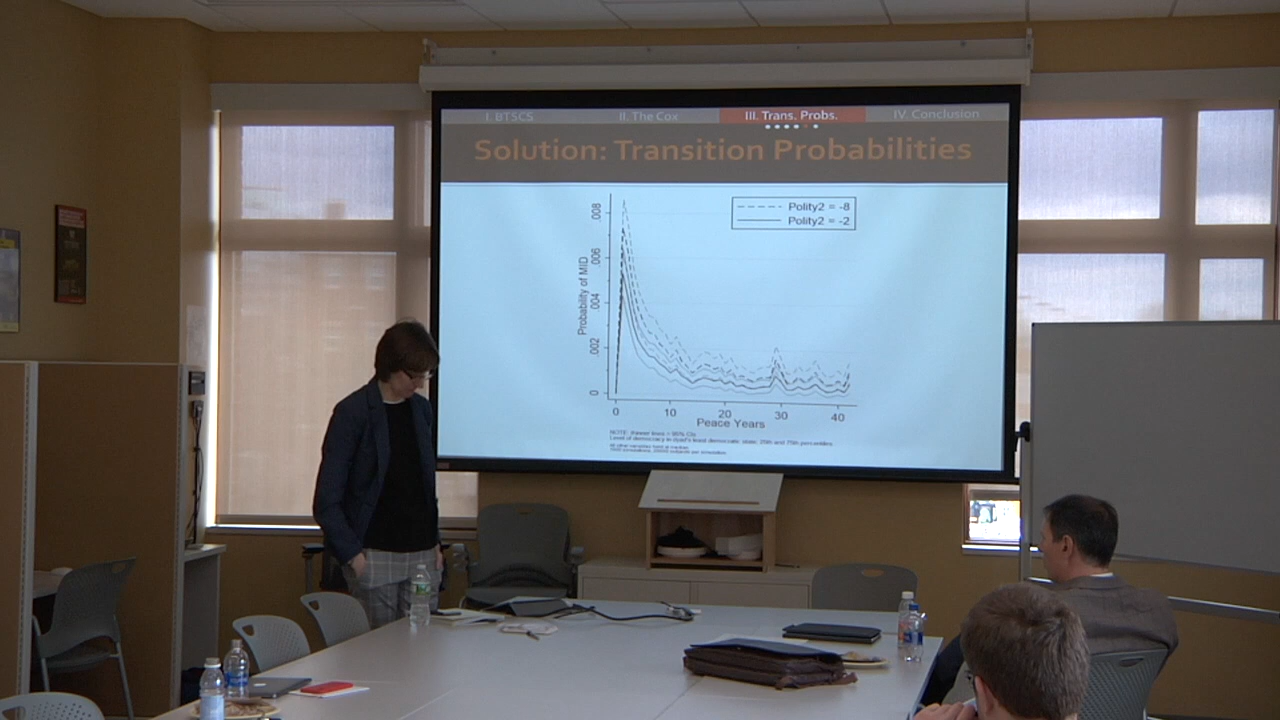 I. BTSCS II. The Cox III. Trans. Probs. IV. Conclusion
Solution: Transition Probabilities
Polity2 = -8
Polity2 = -2
Probability of MID
.008
.006
.004
.002
0
0 10 20 30 40
Peace Years
NOTE: thinner lines = 95% CIs
Level of democracy in dyad's least democratic state: 25th and 75th percentiles